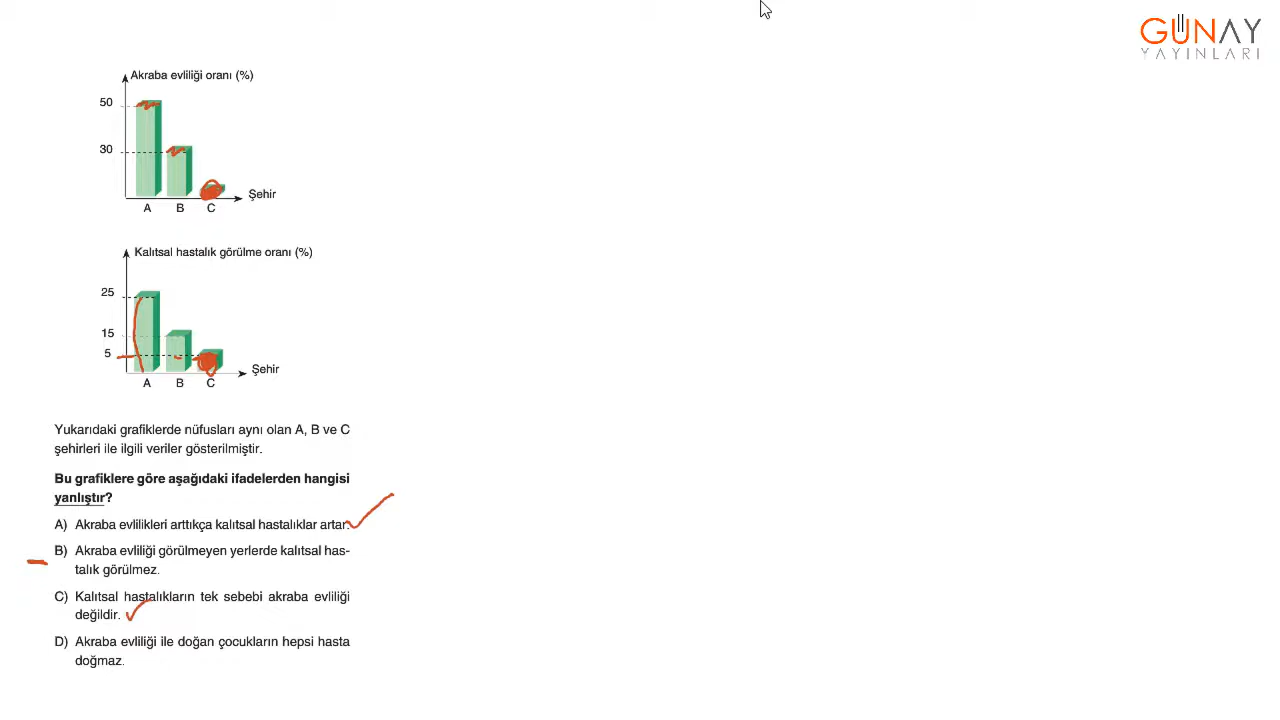 GÜNAY
YAYINLARI
Akraba evliliği oranı (%)
50
30
Şehir
A B C
Kalıtsal hastalık görülme oranı (%)
25
15
5
Şehir
A B C
Yukarıdaki grafiklerde nüfusları aynı olan A, B ve C
şehirleri ile ilgili veriler gösterilmiştir.
Bu grafiklere göre aşağıdaki ifadelerden hangisi
yanlıştır?
A) Akraba evlilikleri arttıkça kalıtsal hastalıklar artar.
B) Akraba evliliği görülmeyen yerlerde kalıtsal has-
talık görülmez.
C) Kalıtsal hastalıkların tek sebebi akraba evliliği
değildir.
D) Akraba evliliği ile doğan çocukların hepsi hasta
doğmaz.